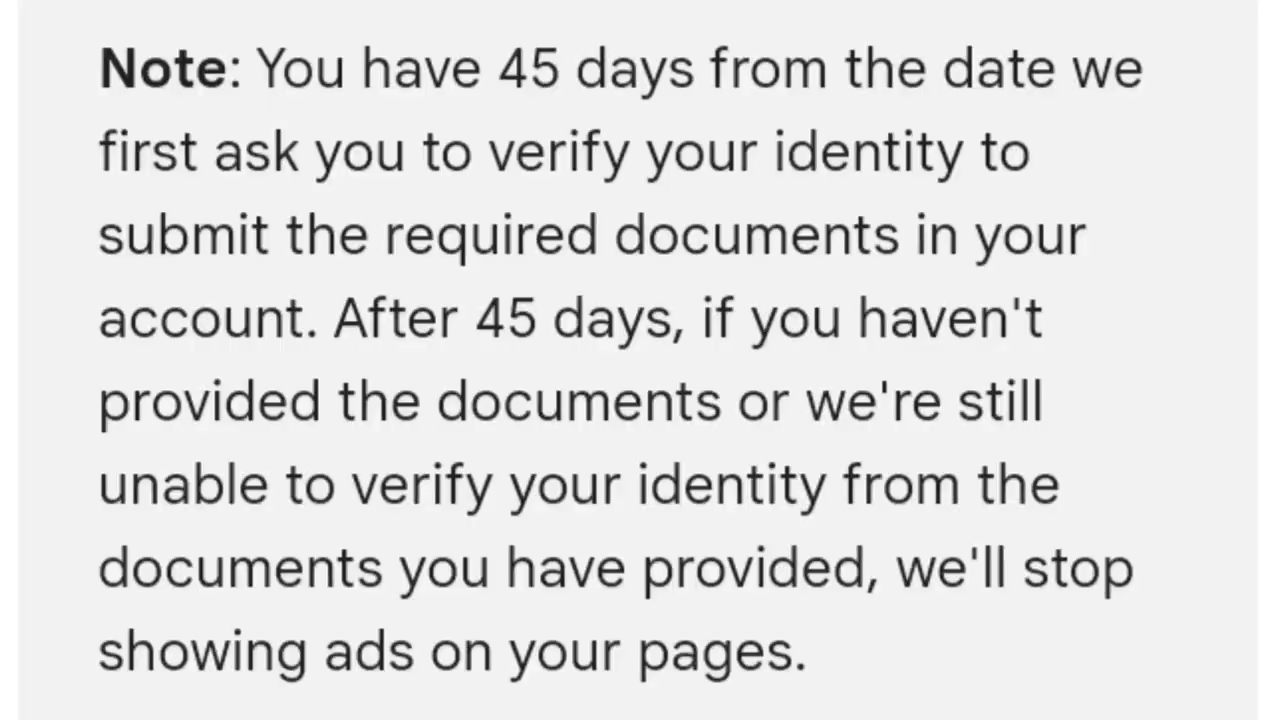 Note: You have 45 days from the date we
first ask you to verify your identity to
submit the required documents in your
account. After 45 days, if you haven't
provided the documents or we're still
unable to verify your identity from the
documents you have provided, we'll stop
showing ads on your pages.